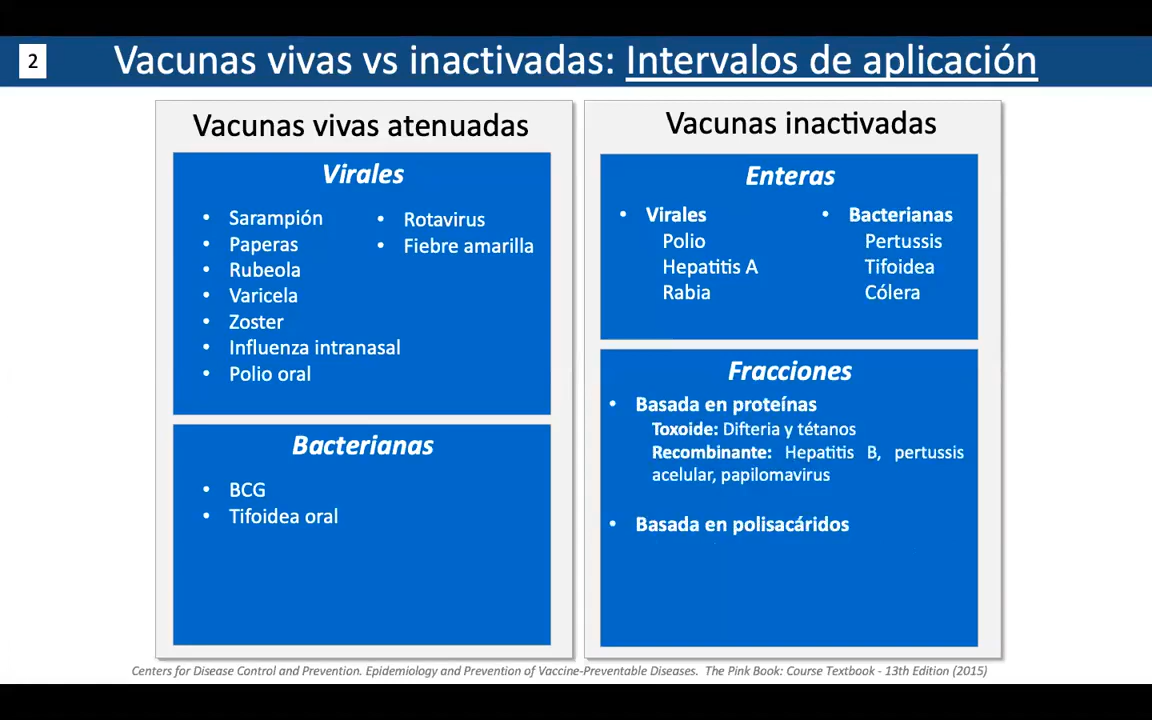 2
Vacunas vivas vs inactivadas: Intervalos de aplicación
Vacunas vivas atenuadas
Virales
• Sarampión
• Paperas
• Rubeola
• Varicela
• Zoster
• Influenza intranasal
• Polio oral
• Rotavirus
• Fiebre amarilla
Bacterianas
• BCG
• Tifoidea oral
Vacunas inactivadas
Enteras
• Virales
Polio
Hepatitis A
Rabia
• Bacterianas
Pertussis
Tifoidea
Cólera
Fracciones
• Basada en proteínas
Toxoide: Difteria y tétanos
Recombinante: Hepatitis B, pertussis
acelular, papilomavirus
• Basada en polisacáridos
Centers for Disease Control and Prevention. Epidemiology and Prevention of Vaccine-Preventable Diseases. The Pink Book: Course Textbook - 13th Edition (2015)